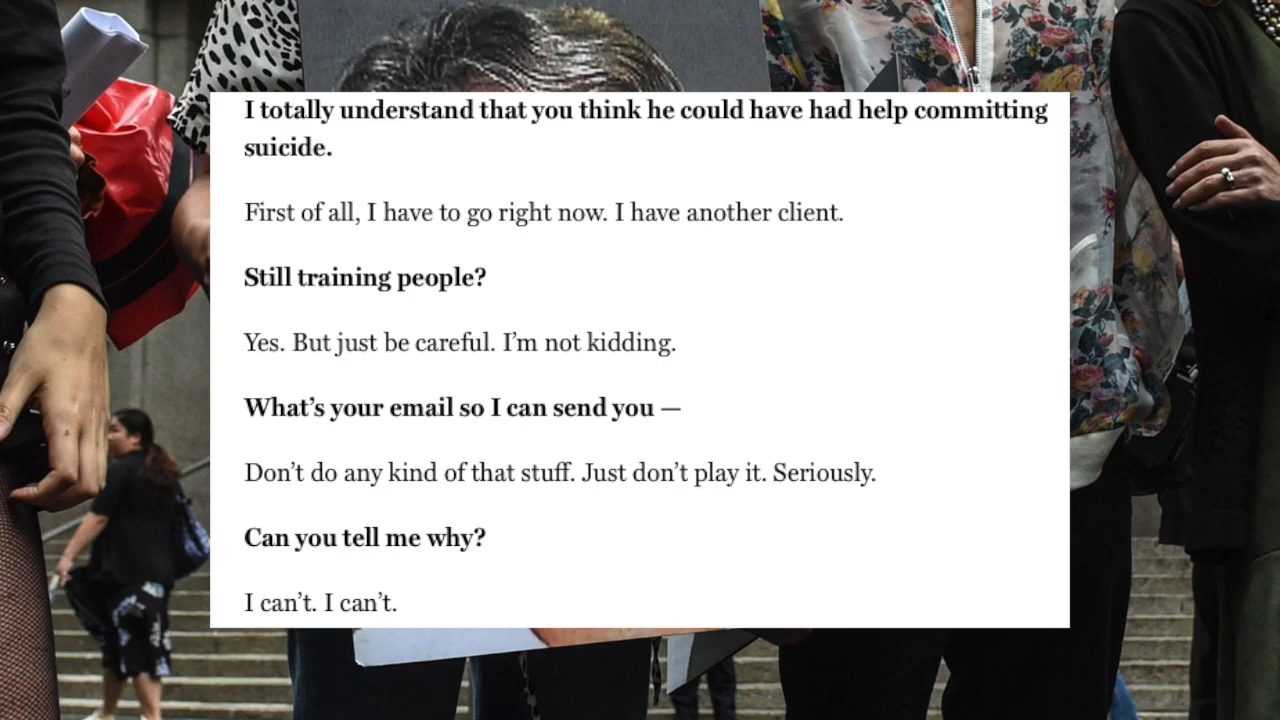 I totally understand that you think he could have had help committing
suicide.
First of all, I have to go right now. I have another client.
Still training people?
Yes. But just be careful. I’m not kidding.
What’s your email so I can send you —
Don’t do any kind of that stuff. Just don’t play it. Seriously.
Can you tell me why?
I can’t. I can’t.